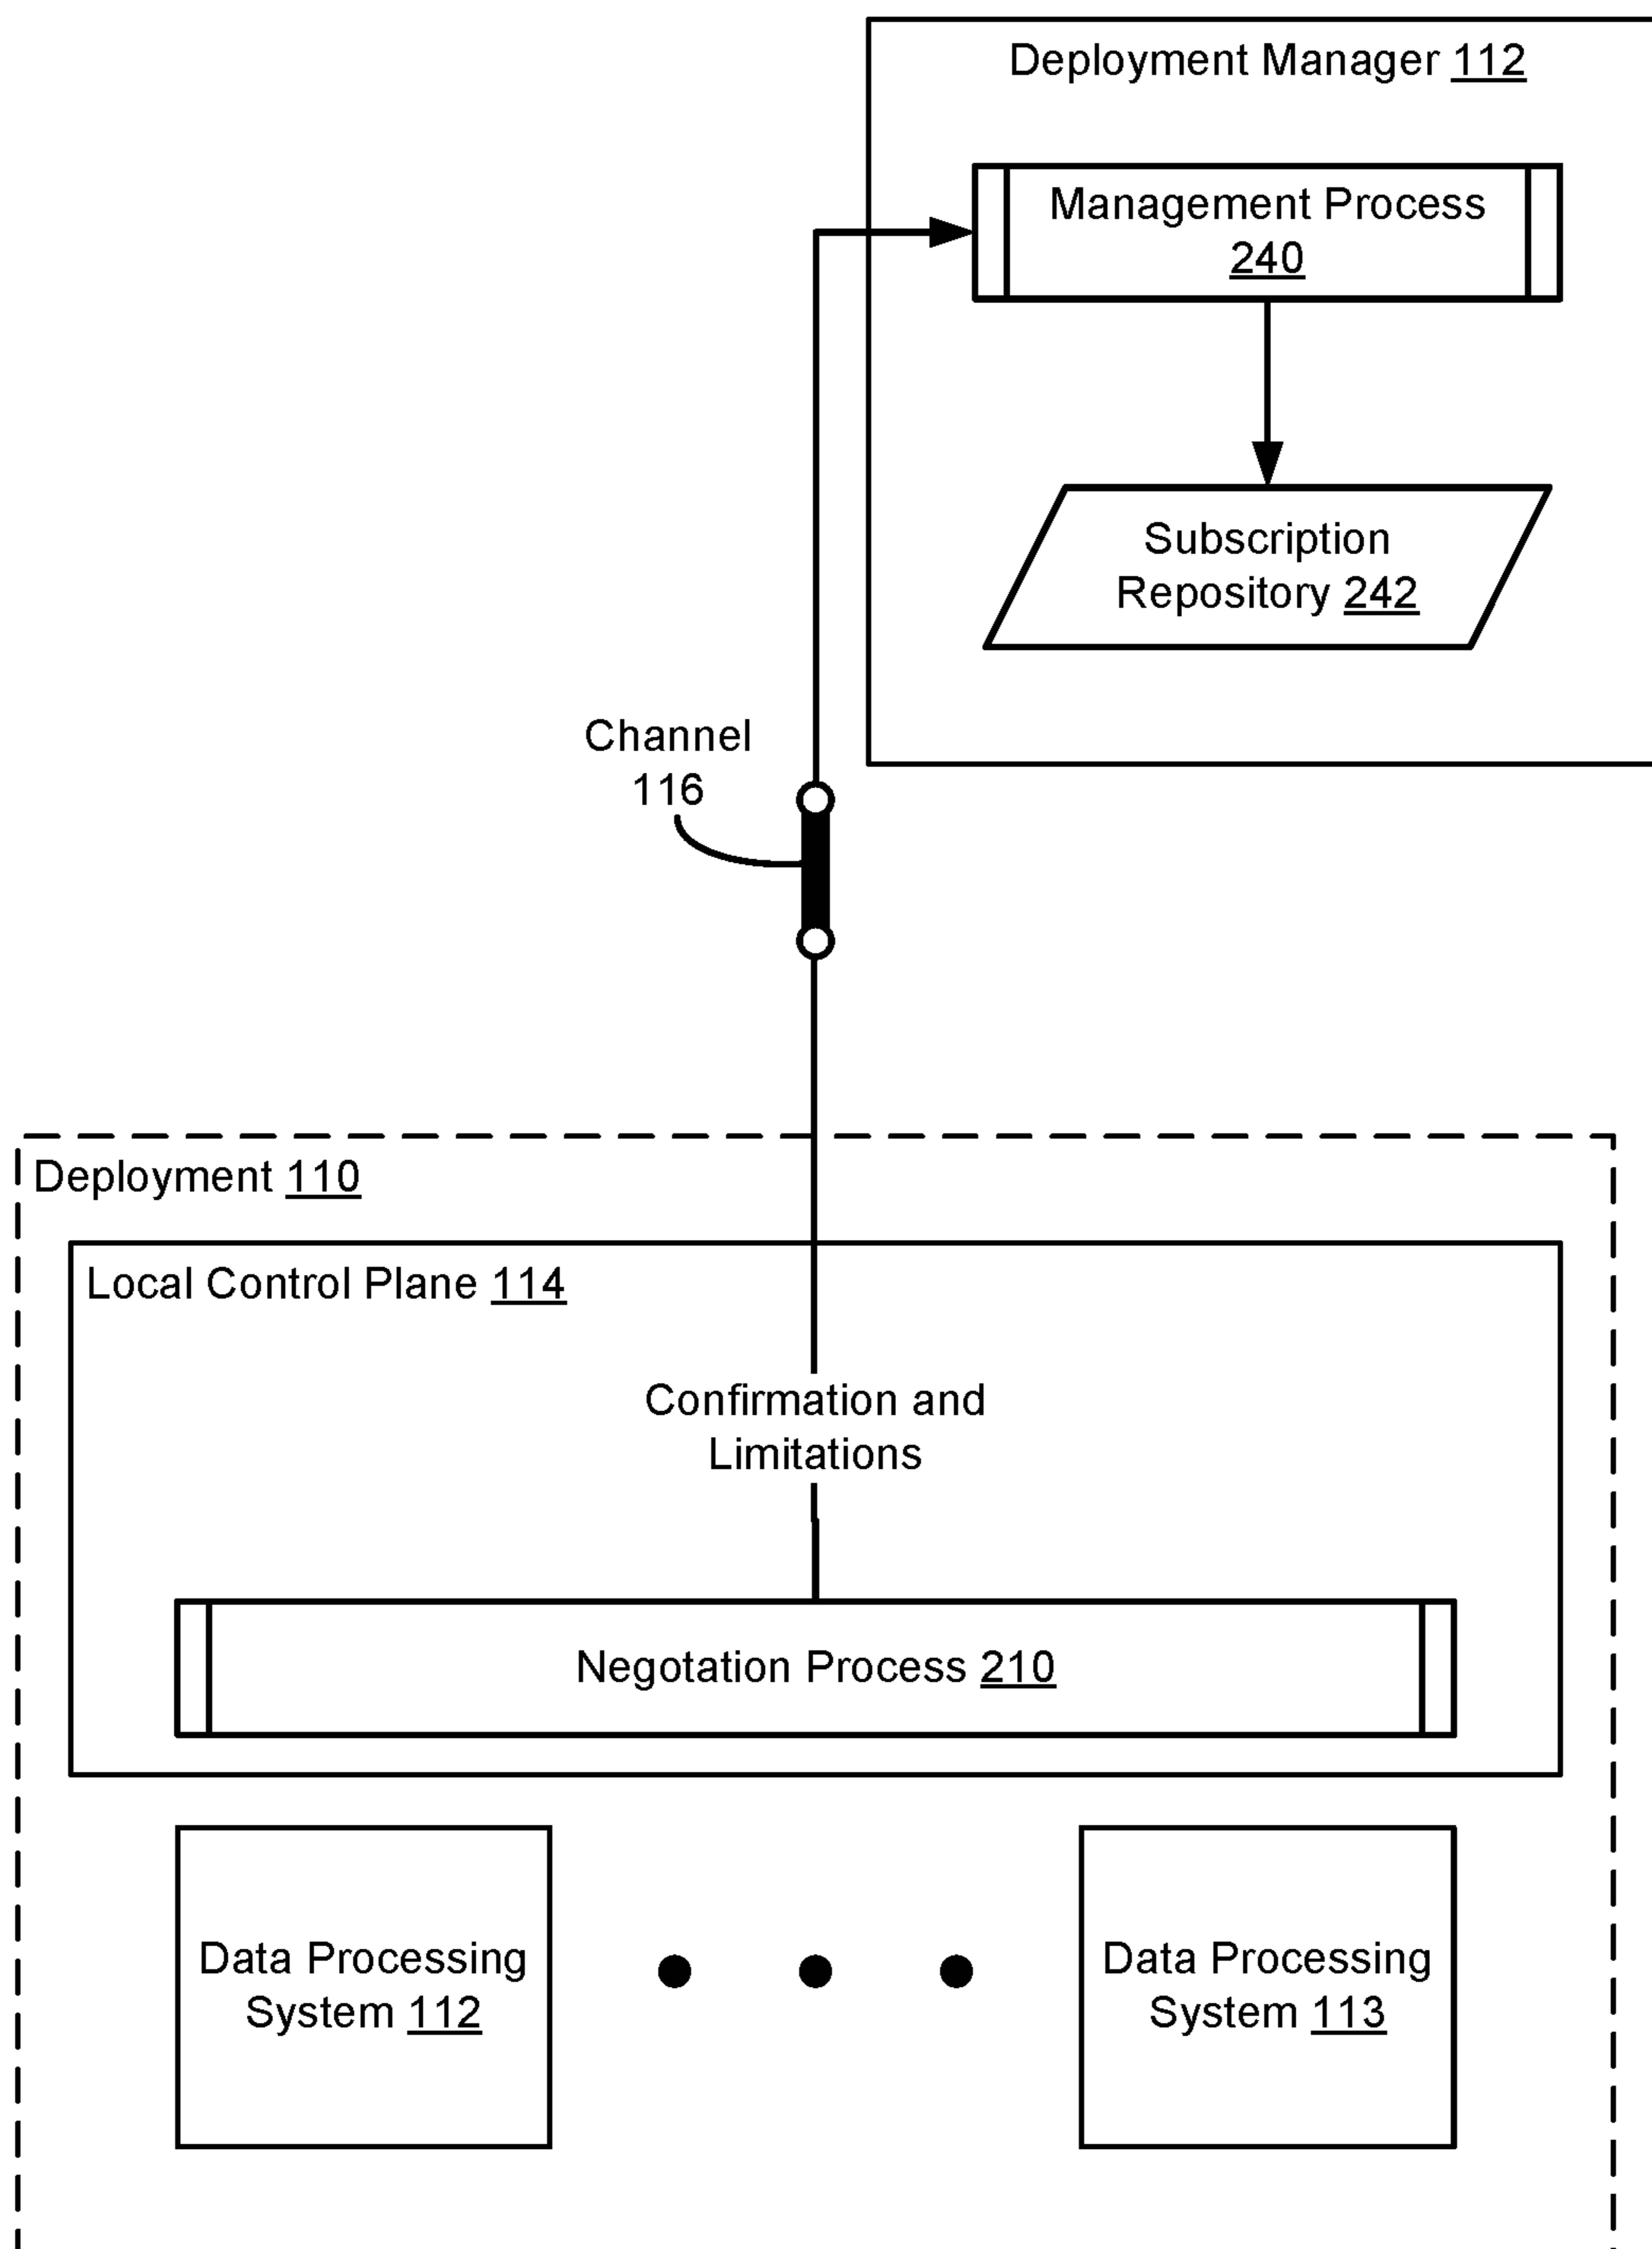 Deployment Manager 112
Management Process
240
Subscription
Repository 242
Channel
116
Deployment 110
Local Control Plane 114
Confirmation and
Limitations
Negotation Process 210
Data Processing
System 112
Data Processing
System 113